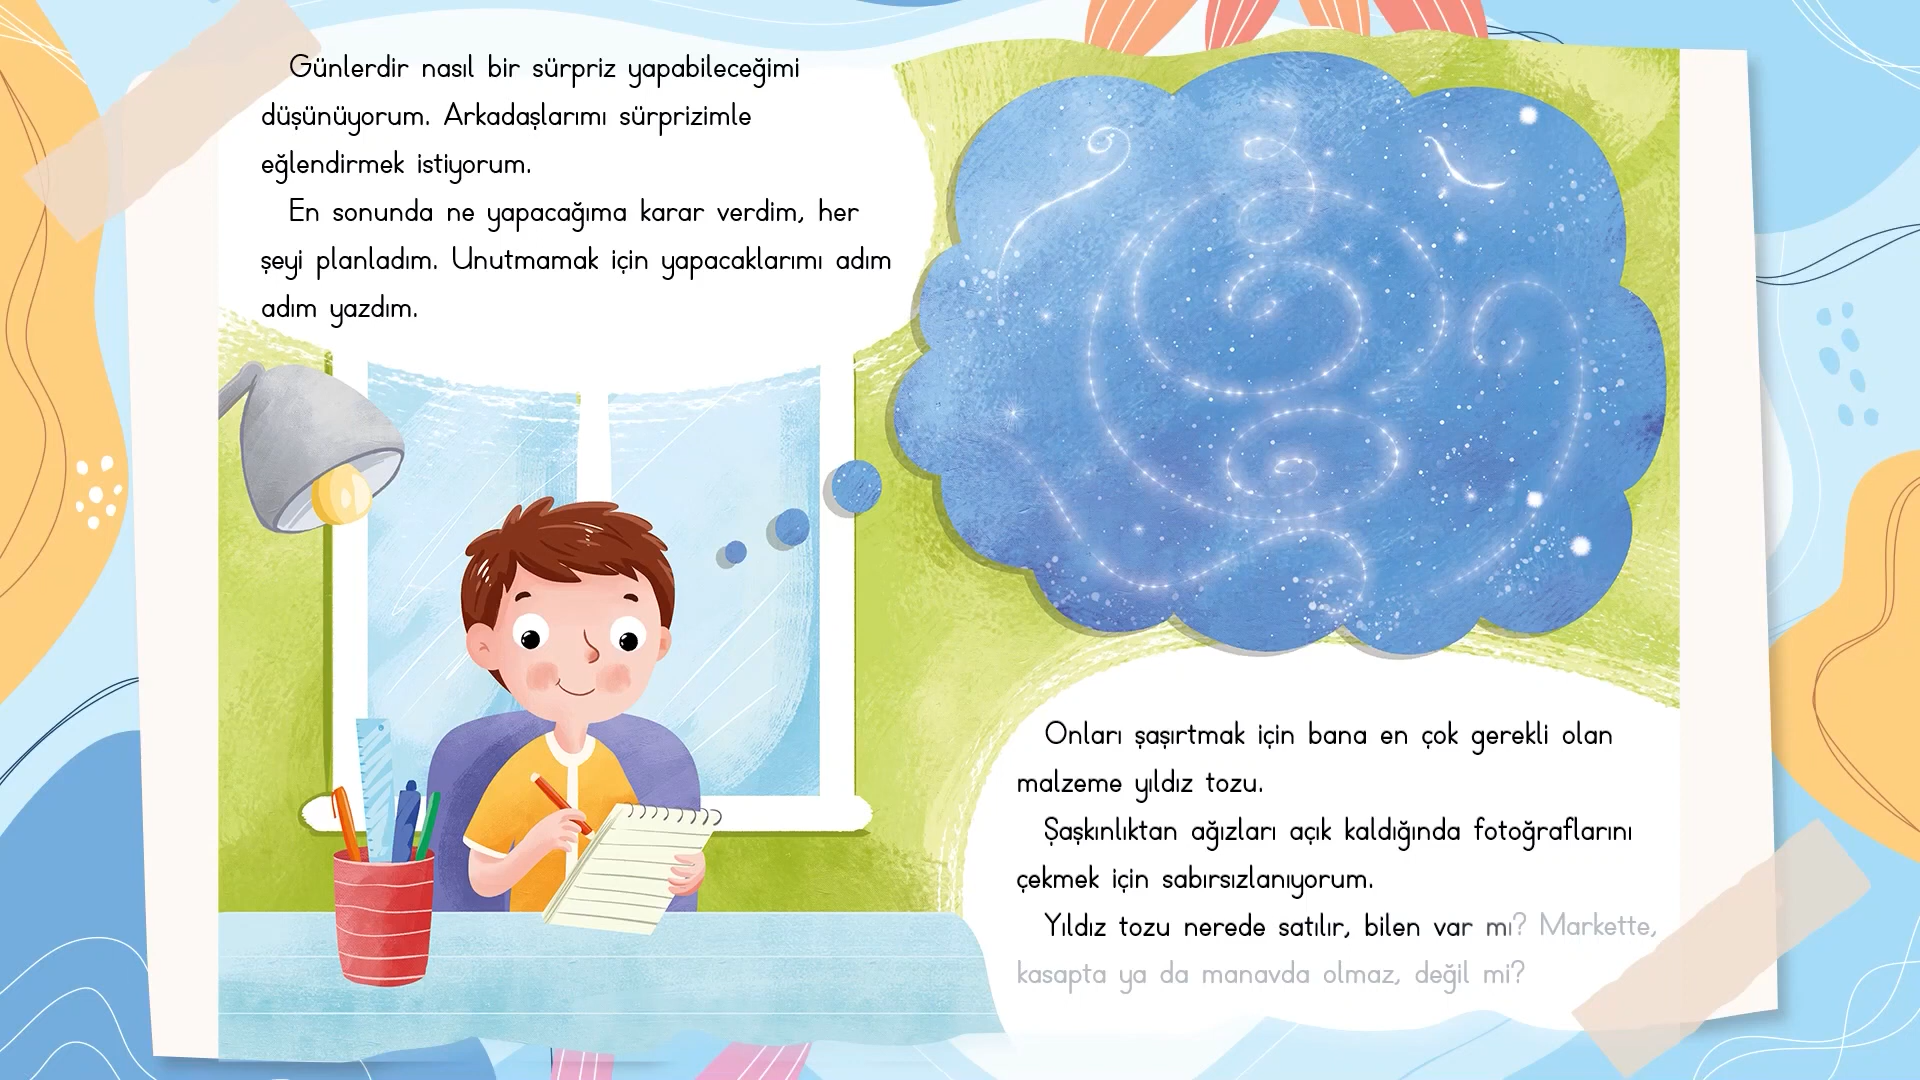 Günlerdir nasıl bir sürpriz yapabileceğimi
düşünüyorum. Arkadaşlarımı sürprizimle
eğlendirmek istiyorum.
En sonunda ne yapacağıma karar verdim, her
şeyi planladım. Unutmamak için yapacaklarımı adım
adım yazdım.
Onları şaşırtmak için bana en çok gerekli olan
malzeme yıldız tozu.
Şaşkınlıktan ağızları açık kaldığında fotoğraflarını
çekmek için sabırsızlanıyorum.
Yıldız tozu nerede satılır, bilen var mı? Markette,
kasapta ya da manavda olmaz, değil mi?